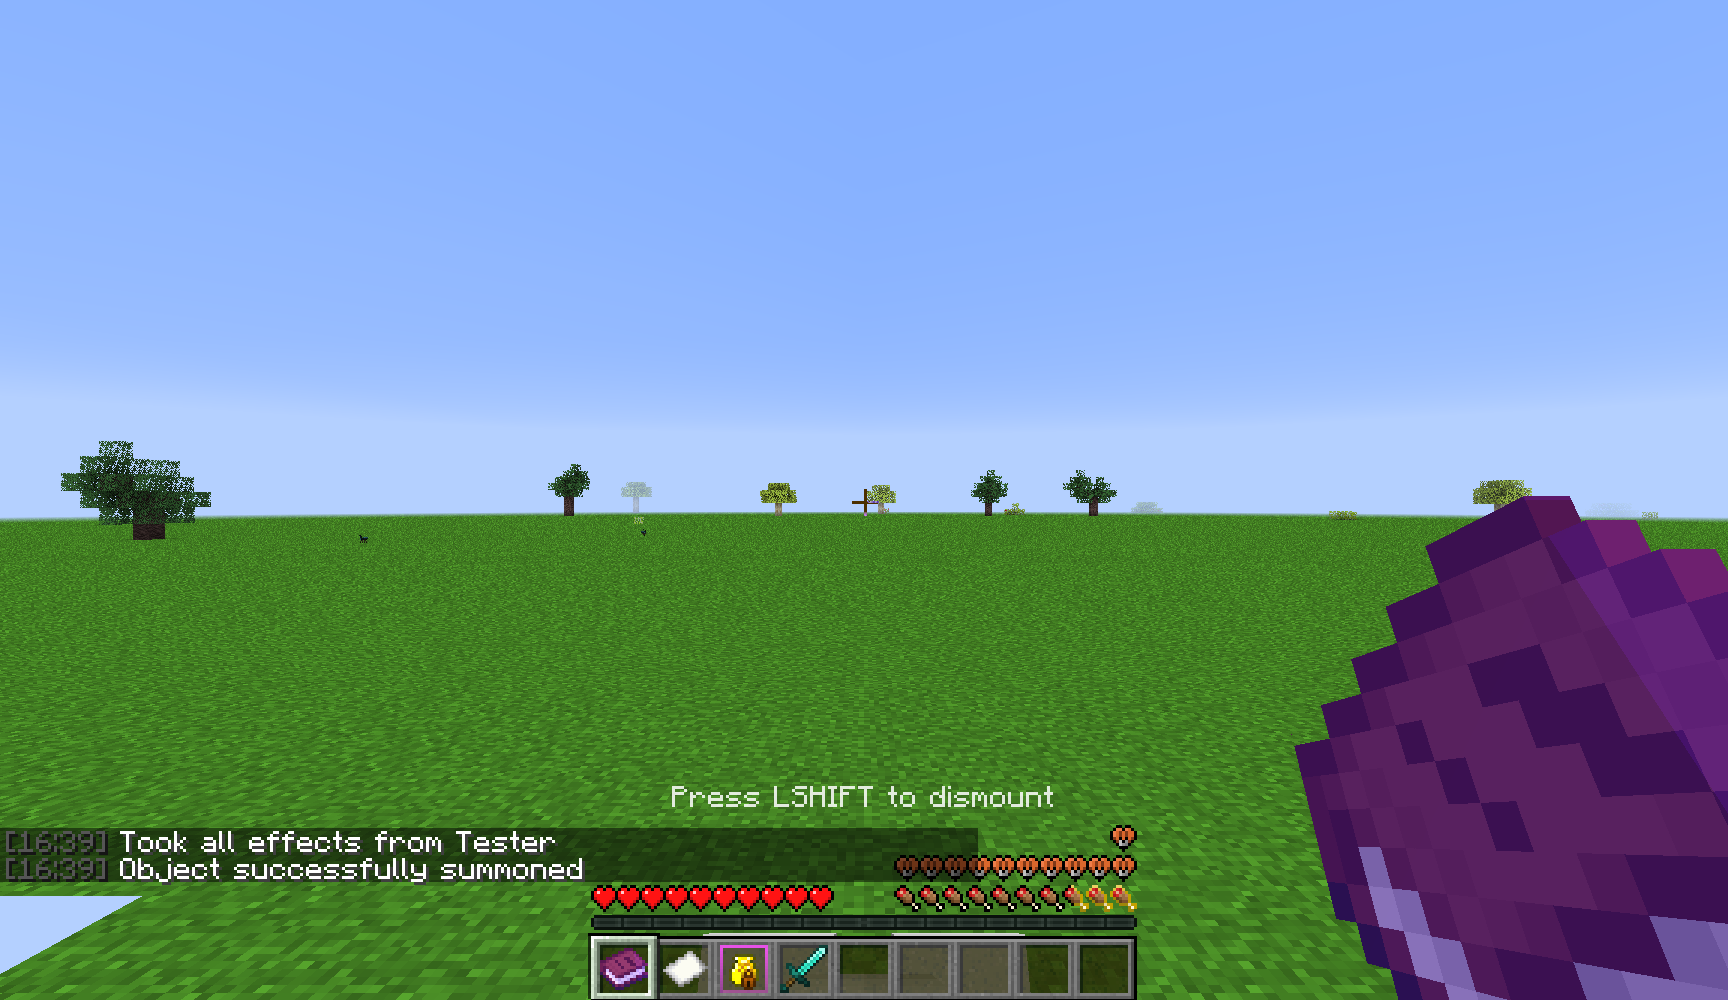 Press LSHIFT to dismount
[16:39] Took all effects from Tester
[16:39] Object successfully summoned